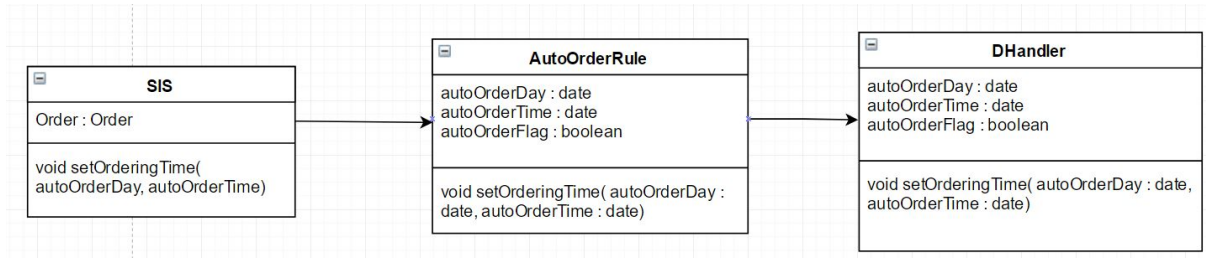 SIS
Order : Order
void setOrderingTime(
autoOrderDay, autoOrderTime)
AutoOrderRule
autoOrderDay : date
autoOrderTime : date
autoOrderFlag : boolean
void setOrderingTime( autoOrderDay :
date, autoOrderTime : date)
DHandler
autoOrderDay : date
autoOrderTime : date
autoOrderFlag : boolean
void setOrderingTime( autoOrderDay : date,
autoOrderTime : date)